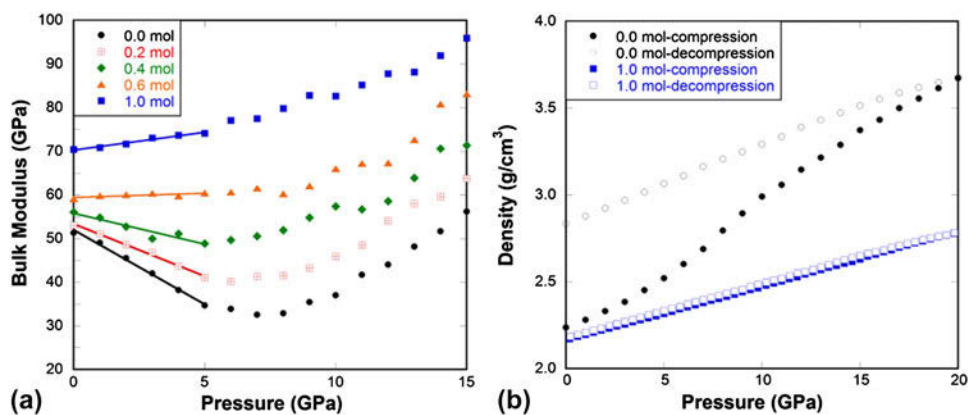 100
90
80
70
60
50
40
30
20
0
5
10
15
Bulk Modulus (GPa)
Pressure (GPa)
0.0 mol
0.2 mol
0.4 mol
0.6 mol
1.0 mol
(a)
4.0
3.5
3.0
2.5
2.0
0
5
10
15
20
Density (g/cm³)
Pressure (GPa)
0.0 mol-compression
0.0 mol-decompression
1.0 mol-compression
1.0 mol-decompression
(b)